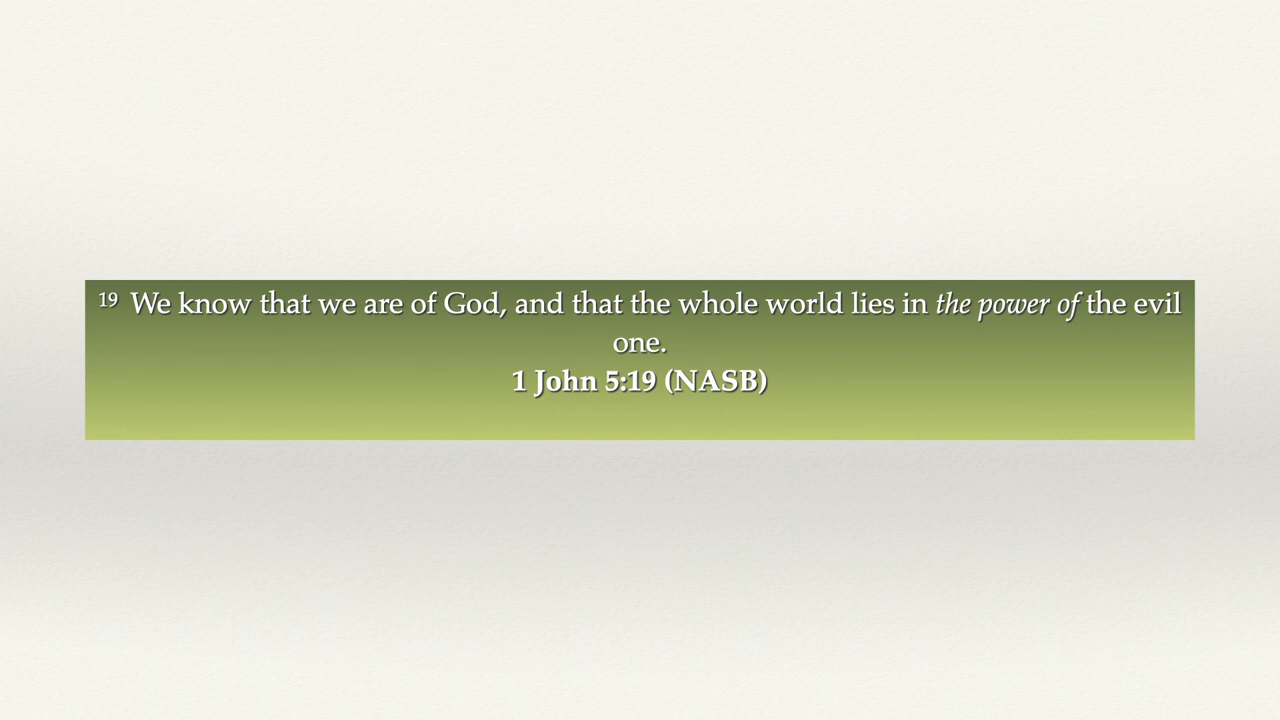 19 We know that we are of God, and that the whole world lies in the power of the evil
one.
1 John 5:19 (NASB)